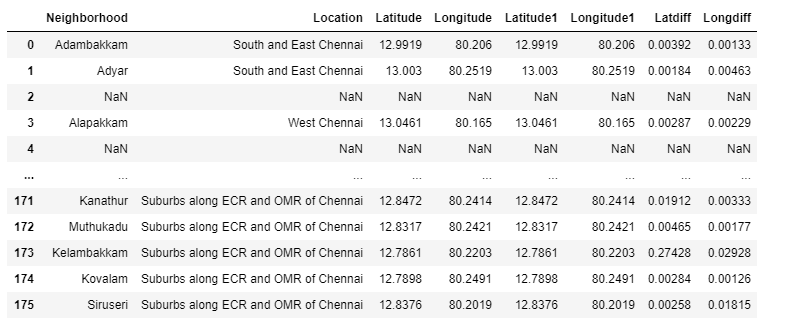 Neighborhood Location Latitude Longitude Latitude1 Longitude1 Latdiff Longdiff
0 Adambakkam South and East Chennai 12.9919 80.206 12.9919 80.206 0.00392 0.00133
1 Adyar South and East Chennai 13.003 80.2519 13.003 80.2519 0.00184 0.00463
2 NaN NaN NaN NaN NaN NaN NaN NaN
3 Alapakkam West Chennai 13.0461 80.165 13.0461 80.165 0.00287 0.00229
4 NaN NaN NaN NaN NaN NaN NaN NaN
... ... ... ... ... ... ... ... ...
171 Kanathur Suburbs along ECR and OMR of Chennai 12.8472 80.2414 12.8472 80.2414 0.01912 0.00333
172 Muthukadu Suburbs along ECR and OMR of Chennai 12.8317 80.2421 12.8317 80.2421 0.00465 0.00177
173 Kelambakkam Suburbs along ECR and OMR of Chennai 12.7861 80.2203 12.7861 80.2203 0.27428 0.02928
174 Kovalam Suburbs along ECR and OMR of Chennai 12.7898 80.2491 12.7898 80.2491 0.00284 0.00126
175 Siruseri Suburbs along ECR and OMR of Chennai 12.8376 80.2019 12.8376 80.2019 0.00258 0.01815